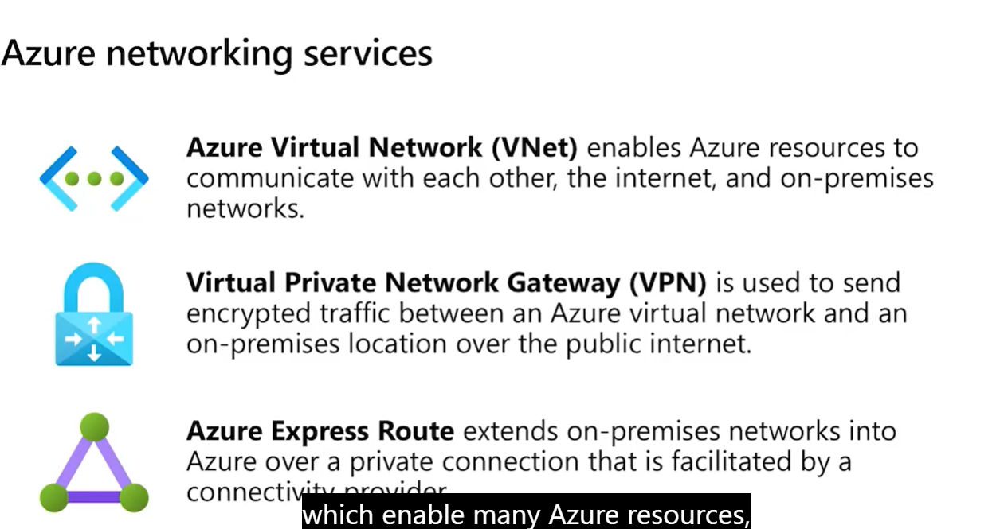 Azure networking services
Azure Virtual Network (VNet) enables Azure resources to
communicate with each other, the internet, and on-premises
networks.
Virtual Private Network Gateway (VPN) is used to send
encrypted traffic between an Azure virtual network and an
on-premises location over the public internet.
Azure Express Route extends on-premises networks into
Azure over a private connection that is facilitated by a
connectivity provider.
which enable many Azure resources,